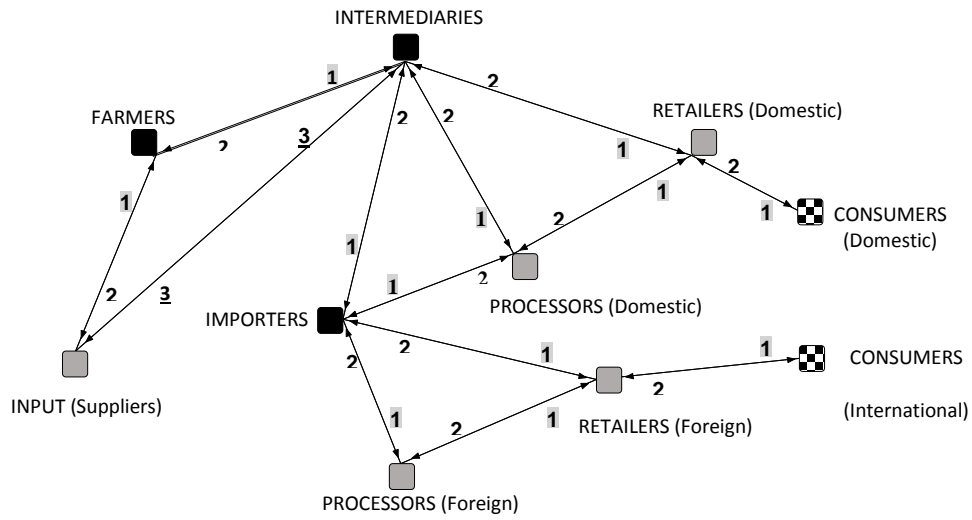 INTERMEDIARIES
1
2
FARMERS
3
2
2
2
RETAILERS (Domestic)
2
1
2
1
1
1
CONSUMERS
(Domestic)
2
1
1
2
1
2
3
IMPORTERS
PROCESSORS (Domestic)
2
1
1
CONSUMERS
2
2
INPUT (Suppliers)
1
2
1
RETAILERS (Foreign)
(International)
PROCESSORS (Foreign)